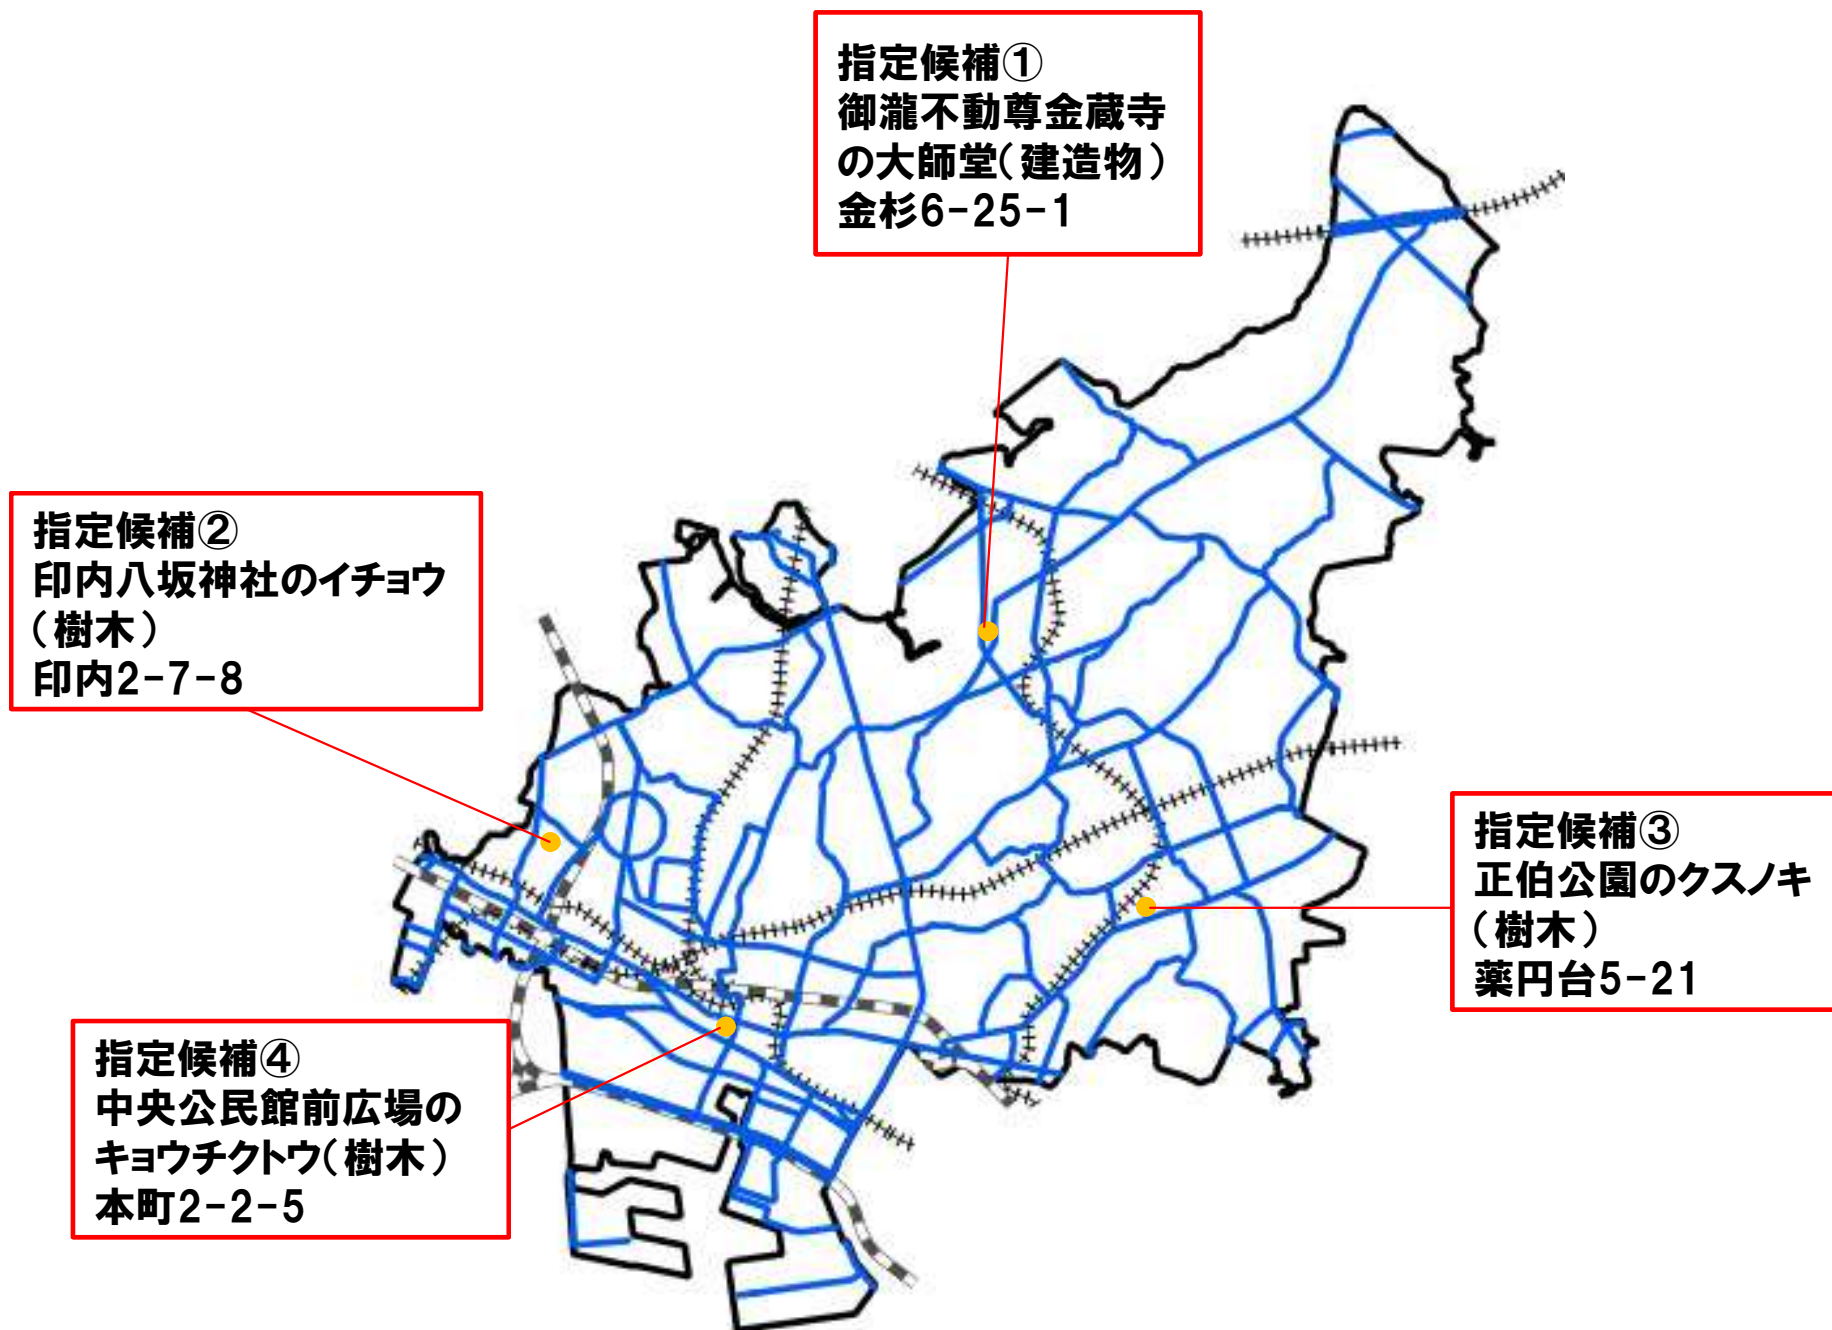 指定候補①
御瀧不動尊金蔵寺
の大師堂(建造物)
金杉6-25-1
指定候補②
印内八坂神社のイチョウ
(樹木)
印内2-7-8
指定候補③
正伯公園のクスノキ
(樹木)
薬円台5-21
指定候補④
中央公民館前広場の
キョウチクトウ(樹木)
本町2-2-5